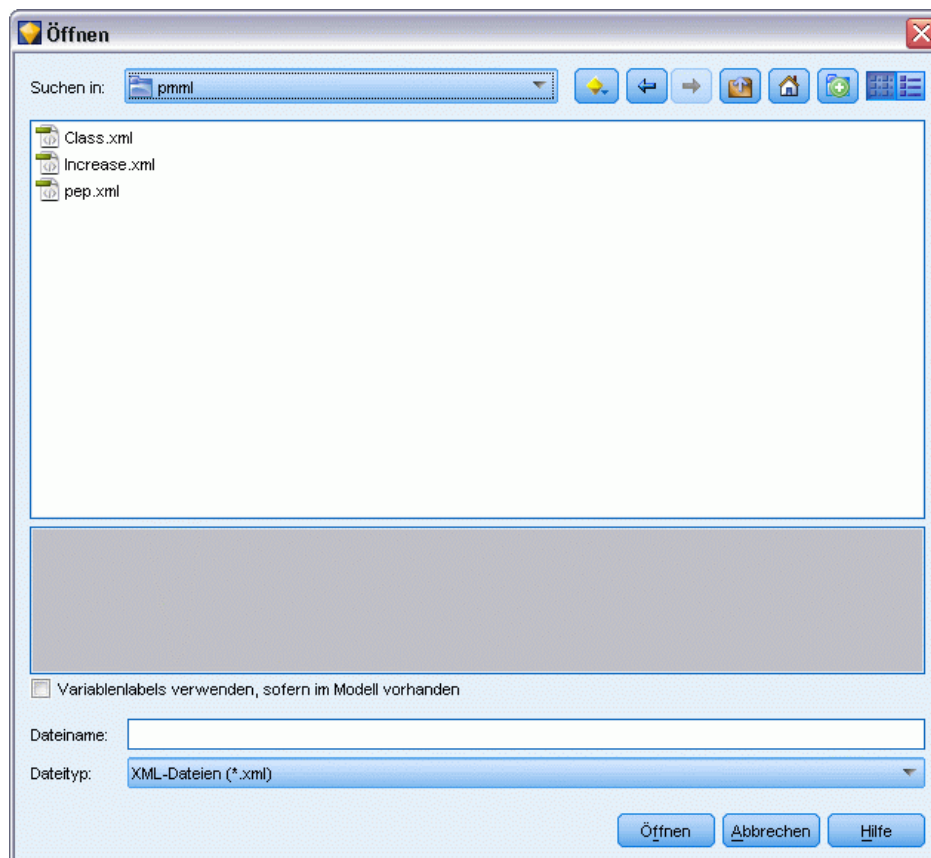 Öffnen
Suchen in: pmml
Class.xml
Increase.xml
pep.xml
Variablenlabels verwenden, sofern im Modell vorhanden
Dateiname:
Dateityp: XML-Dateien (*.xml)
Öffnen Abbrechen Hilfe